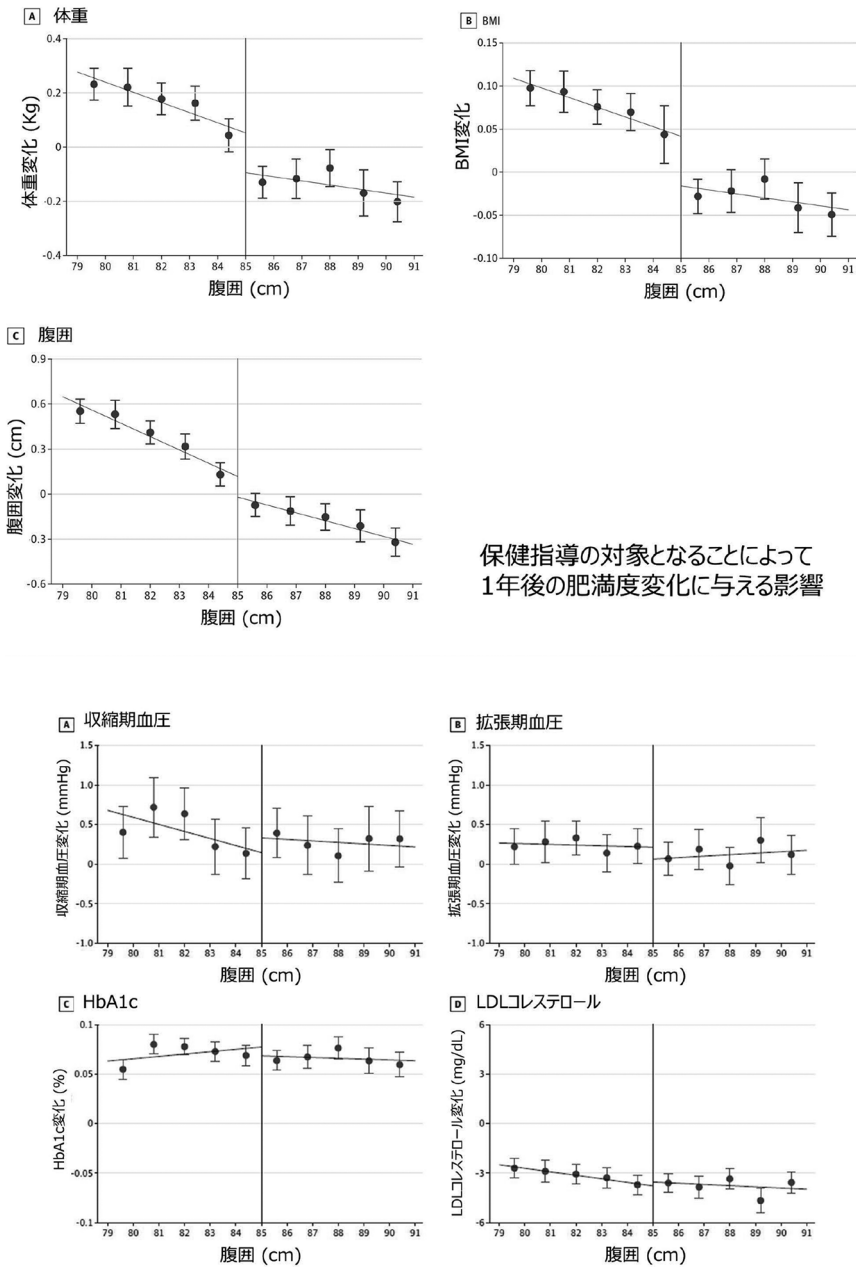 A 体重
0.4
0.2
0
-0.2
-0.4
体重変化 (Kg)
79 80 81 82 83 84 85 86 87 88 89 90 91
腹囲 (cm)
B BMI
0.10
0.05
0
-0.05
-0.10
BMI変化
79 80 81 82 83 84 85 86 87 88 89 90 91
腹囲 (cm)
C 腹囲
0.9
0.6
0.3
0
-0.3
-0.6
腹囲変化 (cm)
79 80 81 82 83 84 85 86 87 88 89 90 91
腹囲 (cm)
保健指導の対象となることによって
1年後の肥満度変化に与える影響
A 収縮期血圧
1.5
1.0
0.5
0
-0.5
-1.0
収縮期血圧変化 (mmHg)
79 80 81 82 83 84 85 86 87 88 89 90 91
腹囲 (cm)
B 拡張期血圧
1.5
1.0
0.5
0
-0.5
-1.0
拡張期血圧変化 (mmHg)
79 80 81 82 83 84 85 86 87 88 89 90 91
腹囲 (cm)
C HbA1c
0.1
0.05
0
-0.05
-0.1
HbA1c変化 (%)
79 80 81 82 83 84 85 86 87 88 89 90 91
腹囲 (cm)
D LDLコレステロール
6
3
0
-3
-6
LDLコレステロール変化 (mg/dL)
79 80 81 82 83 84 85 86 87 88 89 90 91
腹囲 (cm)